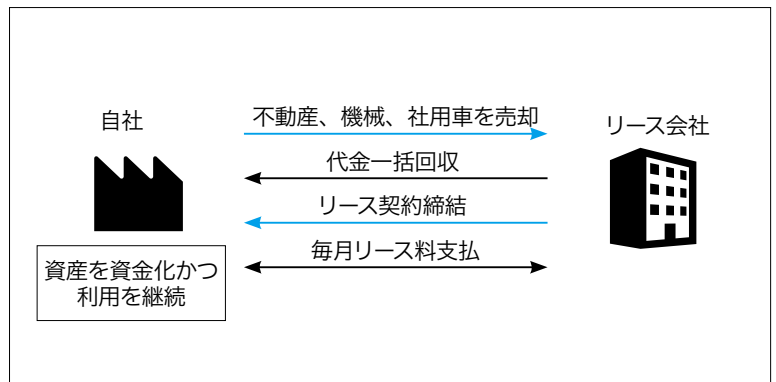 自社
不動産、機械、社用車を売却
リース会社
代金一括回収
リース契約締結
毎月リース料支払
資産を資金化かつ
利用を継続